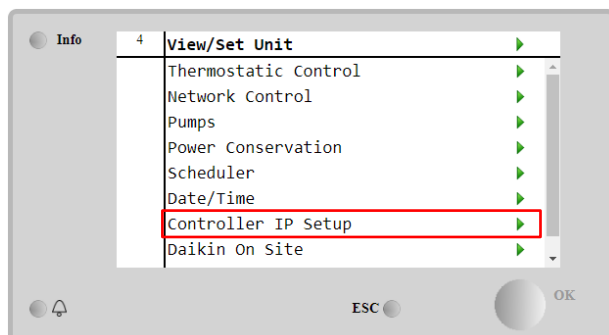 Info
4 View/Set Unit
Thermostatic Control
Network Control
Pumps
Power Conservation
Scheduler
Date/Time
Controller IP Setup
Daikin On Site
ESC
OK